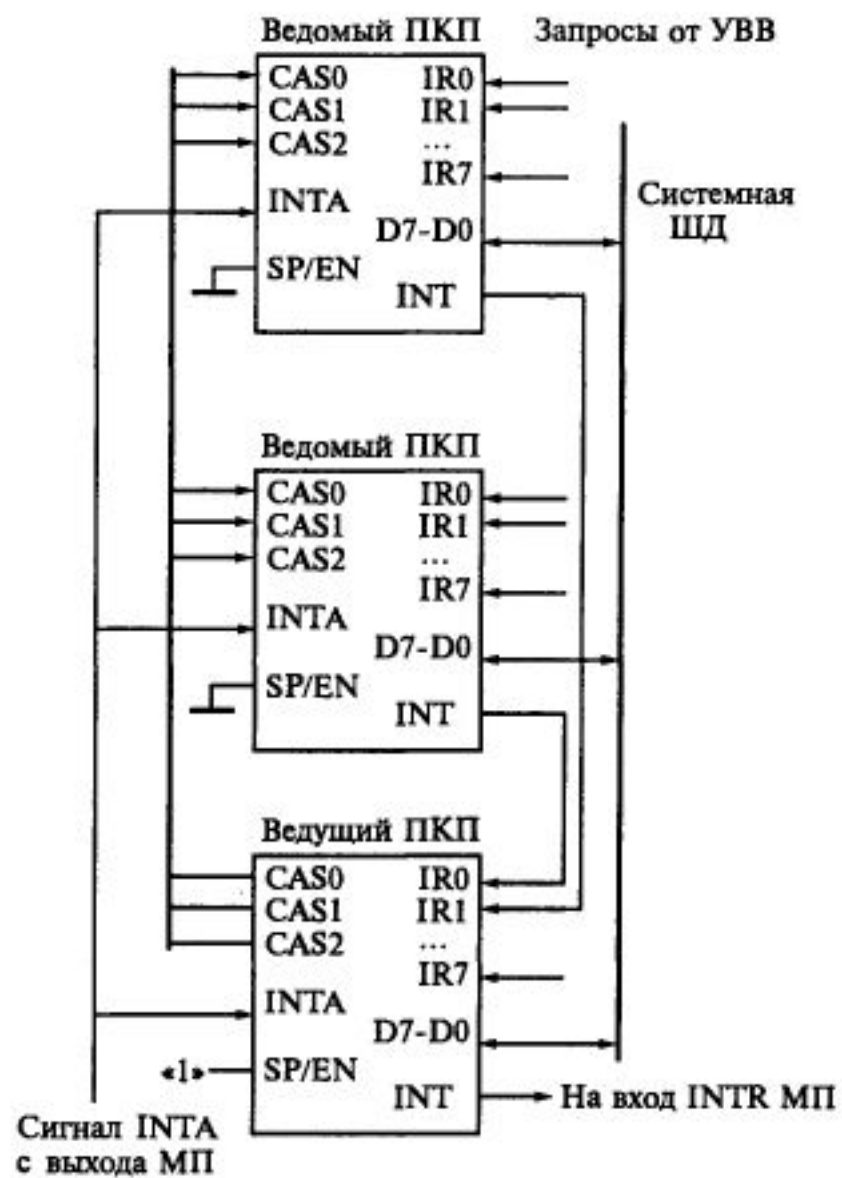 Ведомый ПКП
Запросы от УВВ
CAS0
IR0
CAS1
IR1
CAS2
...
IR7
INTA
D7-D0
SP/EN
INT
Системная
ШД
Ведомый ПКП
CAS0
IR0
CAS1
IR1
CAS2
...
IR7
INTA
D7-D0
SP/EN
INT
Ведущий ПКП
CAS0
IR0
CAS1
IR1
CAS2
...
IR7
INTA
D7-D0
«1»
SP/EN
INT
На вход INTR МП
Сигнал INTA
с выхода МП